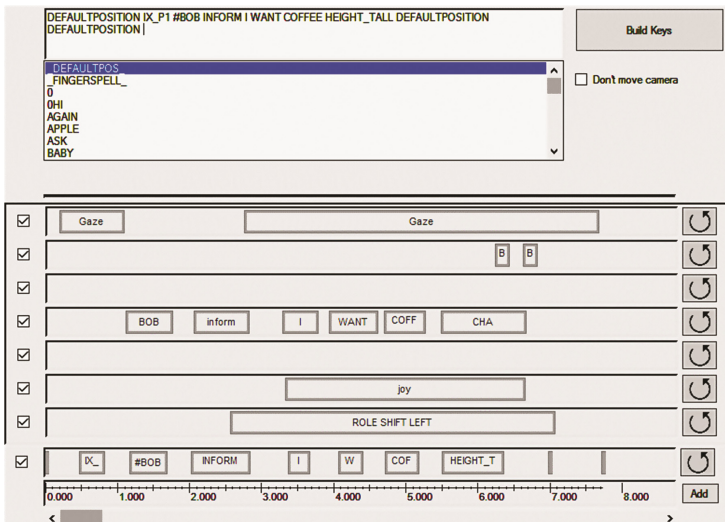 DEFAULTPOSITION IX_P1 #BOB INFORM I WANT COFFEE HEIGHT_TALL DEFAULTPOSITION
DEFAULTPOSITION
Build Keys
_DEFAULTPOS_
_FINGERSPELL_
0
0HI
AGAIN
APPLE
ASK
BABY
Don't move camera
Gaze Gaze
B B
BOB inform I WANT COFF CHA
joy
ROLE SHIFT LEFT
IX_ #BOB INFORM I W COF HEIGHT_T
0.000 1.000 2.000 3.000 4.000 5.000 6.000 7.000 8.000
Add